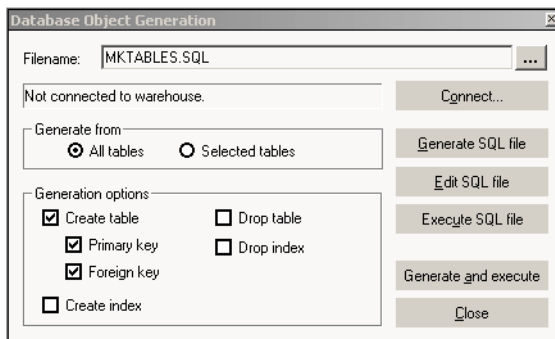 Database Object Generation
Filename: MKTABLES.SQL ...
Not connected to warehouse.
Connect...
Generate from
All tables Selected tables
Generate SQL file
Edit SQL file
Generation options
Create table Drop table
Execute SQL file
Primary key Drop index
Foreign key
Generate and execute
Create index
Close